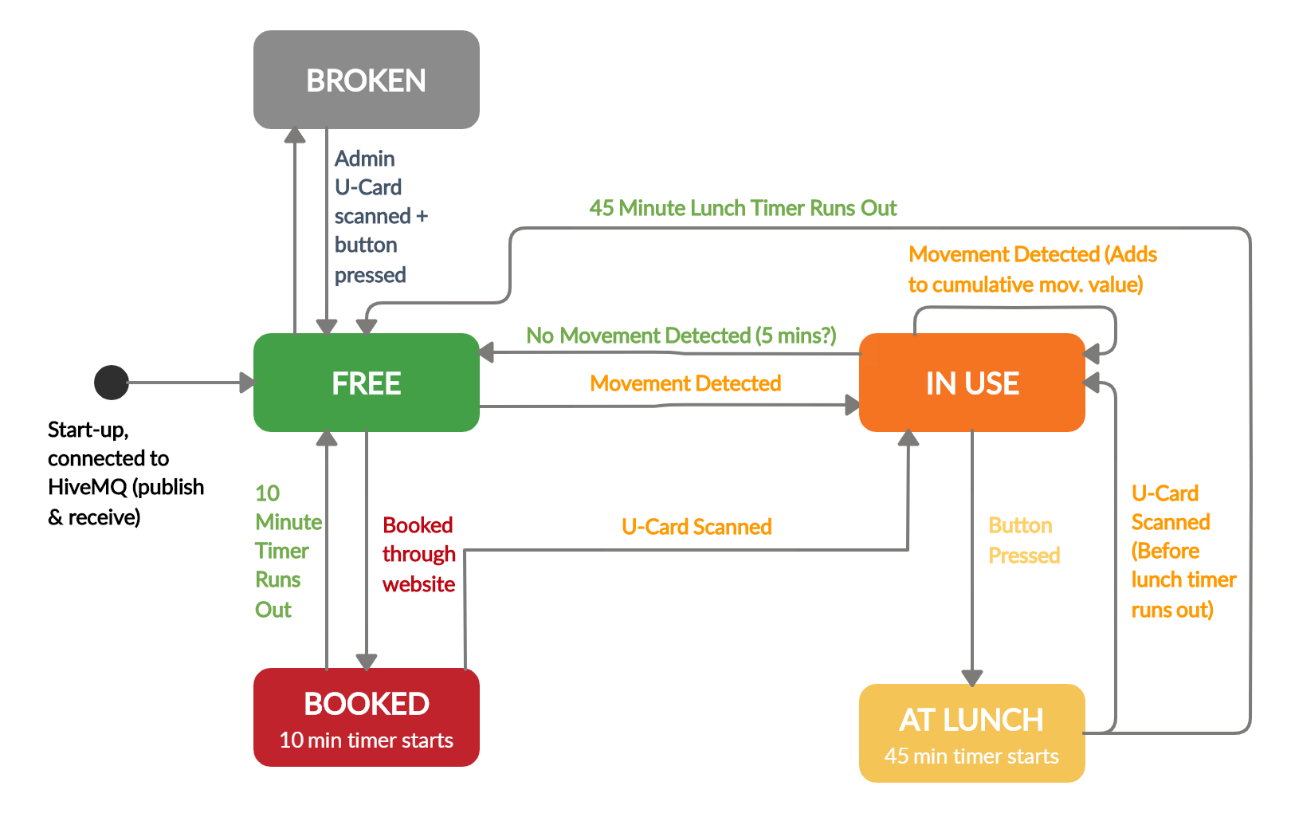 BROKEN
Admin
U-Card
scanned +
button
pressed
45 Minute Lunch Timer Runs Out
Movement Detected (Adds
to cumulative mov. value)
No Movement Detected (5 mins?)
FREE
Movement Detected
IN USE
Start-up,
connected to
HiveMQ (publish
& receive)
10
Minute
Timer
Runs
Out
Booked
through
website
U-Card Scanned
Button
Pressed
U-Card
Scanned
(Before
lunch timer
runs out)
BOOKED
10 min timer starts
AT LUNCH
45 min timer starts